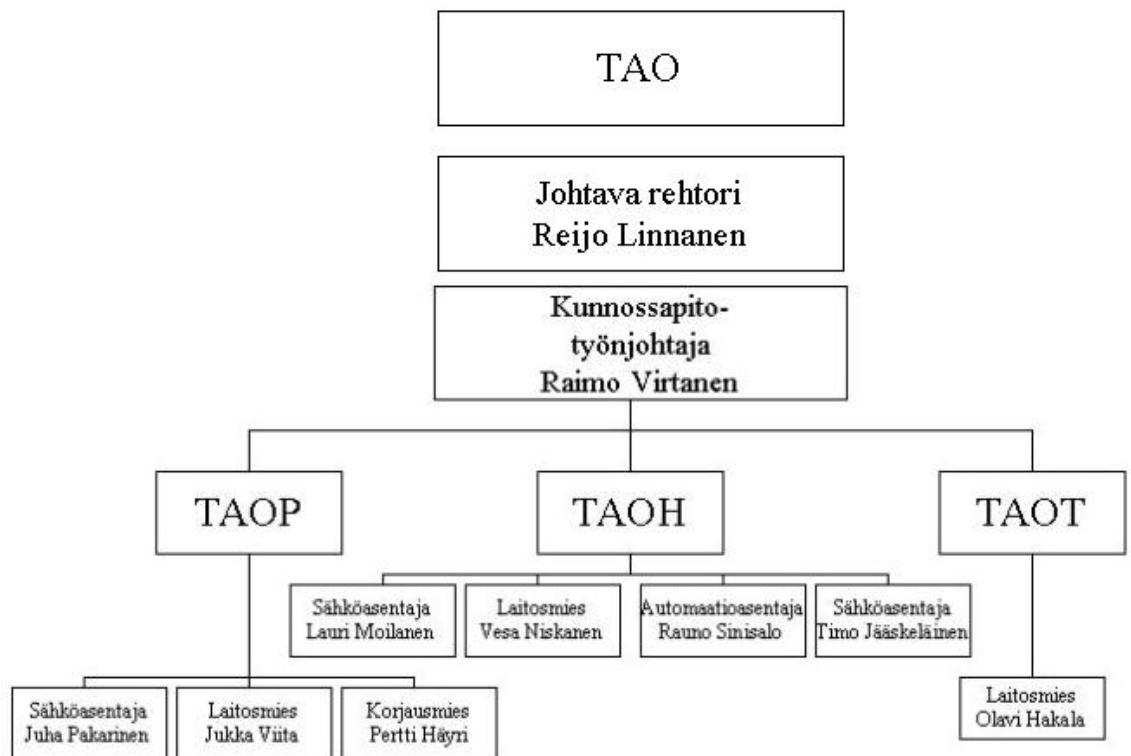 TAO
Johtava rehtori
Reijo Linnanen
Kunnossapito-
työnjohtaja
Raimo Virtanen
TAOP
TAOH
TAOT
Sähköasentaja
Lauri Moilanen
Laitosmies
Vesa Niskanen
Automaatioasentaja
Rauno Sinisalo
Sähköasentaja
Timo Jääskeläinen
Sähköasentaja
Juha Pakarinen
Laitosmies
Jukka Viita
Korjausmies
Pertti Häyri
Laitosmies
Olavi Hakala